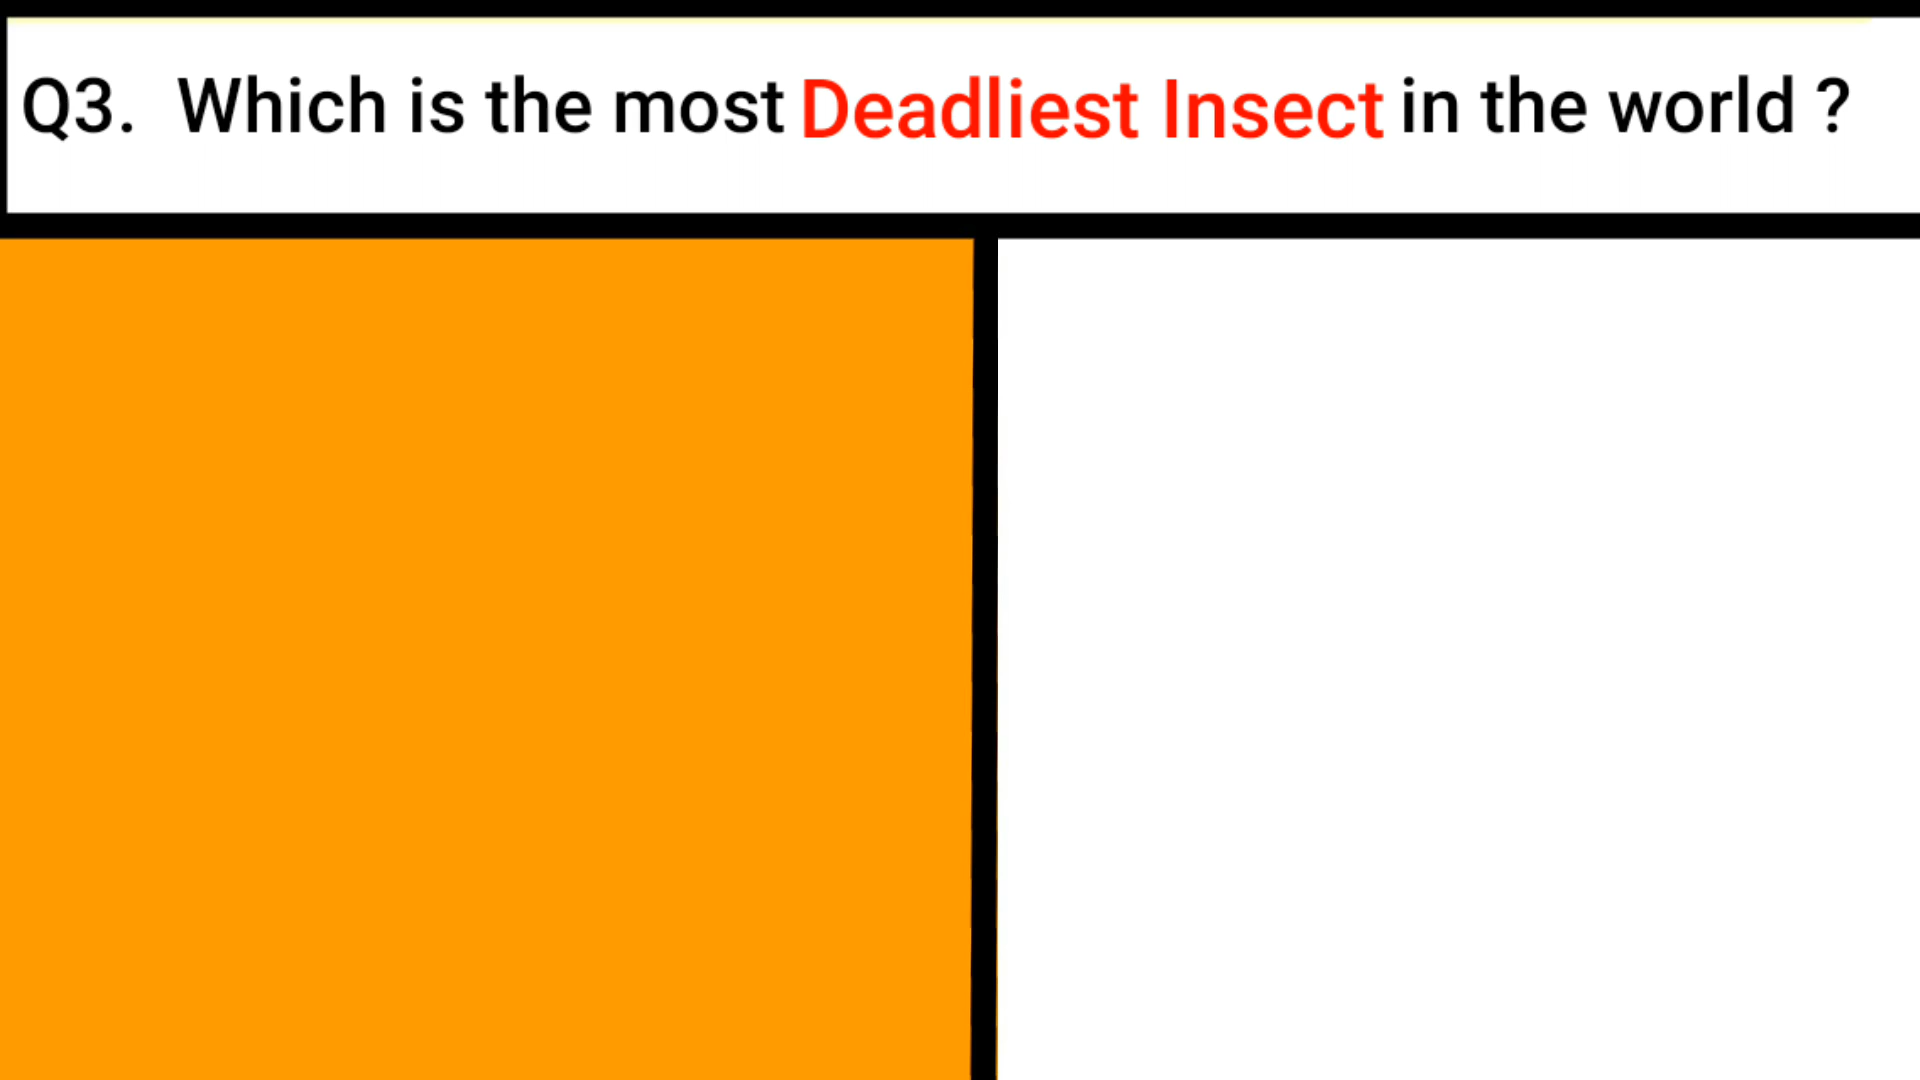 Q3. Which is the most Deadliest Insect in the world ?